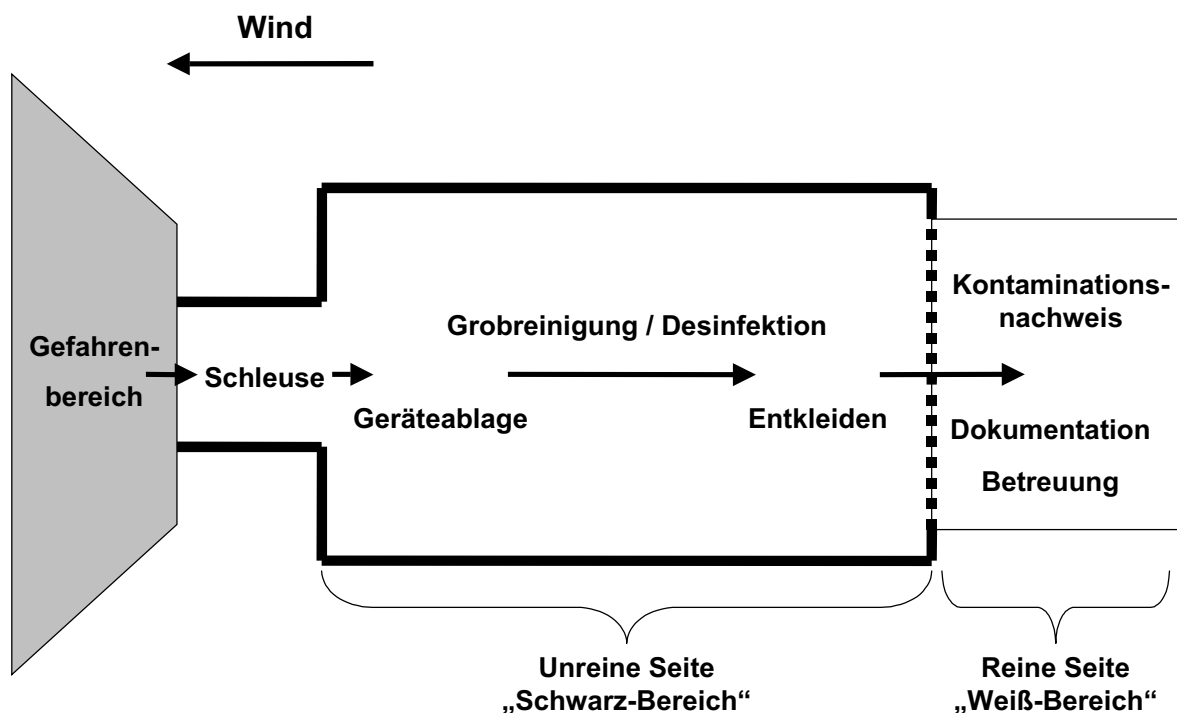 Wind
Gefahren-
bereich
Schleuse
Geräteablage
Grobreinigung / Desinfektion
Entkleiden
Kontaminations-
nachweis
Dokumentation
Betreuung
Unreine Seite
„Schwarz-Bereich“
Reine Seite
„Weiß-Bereich“